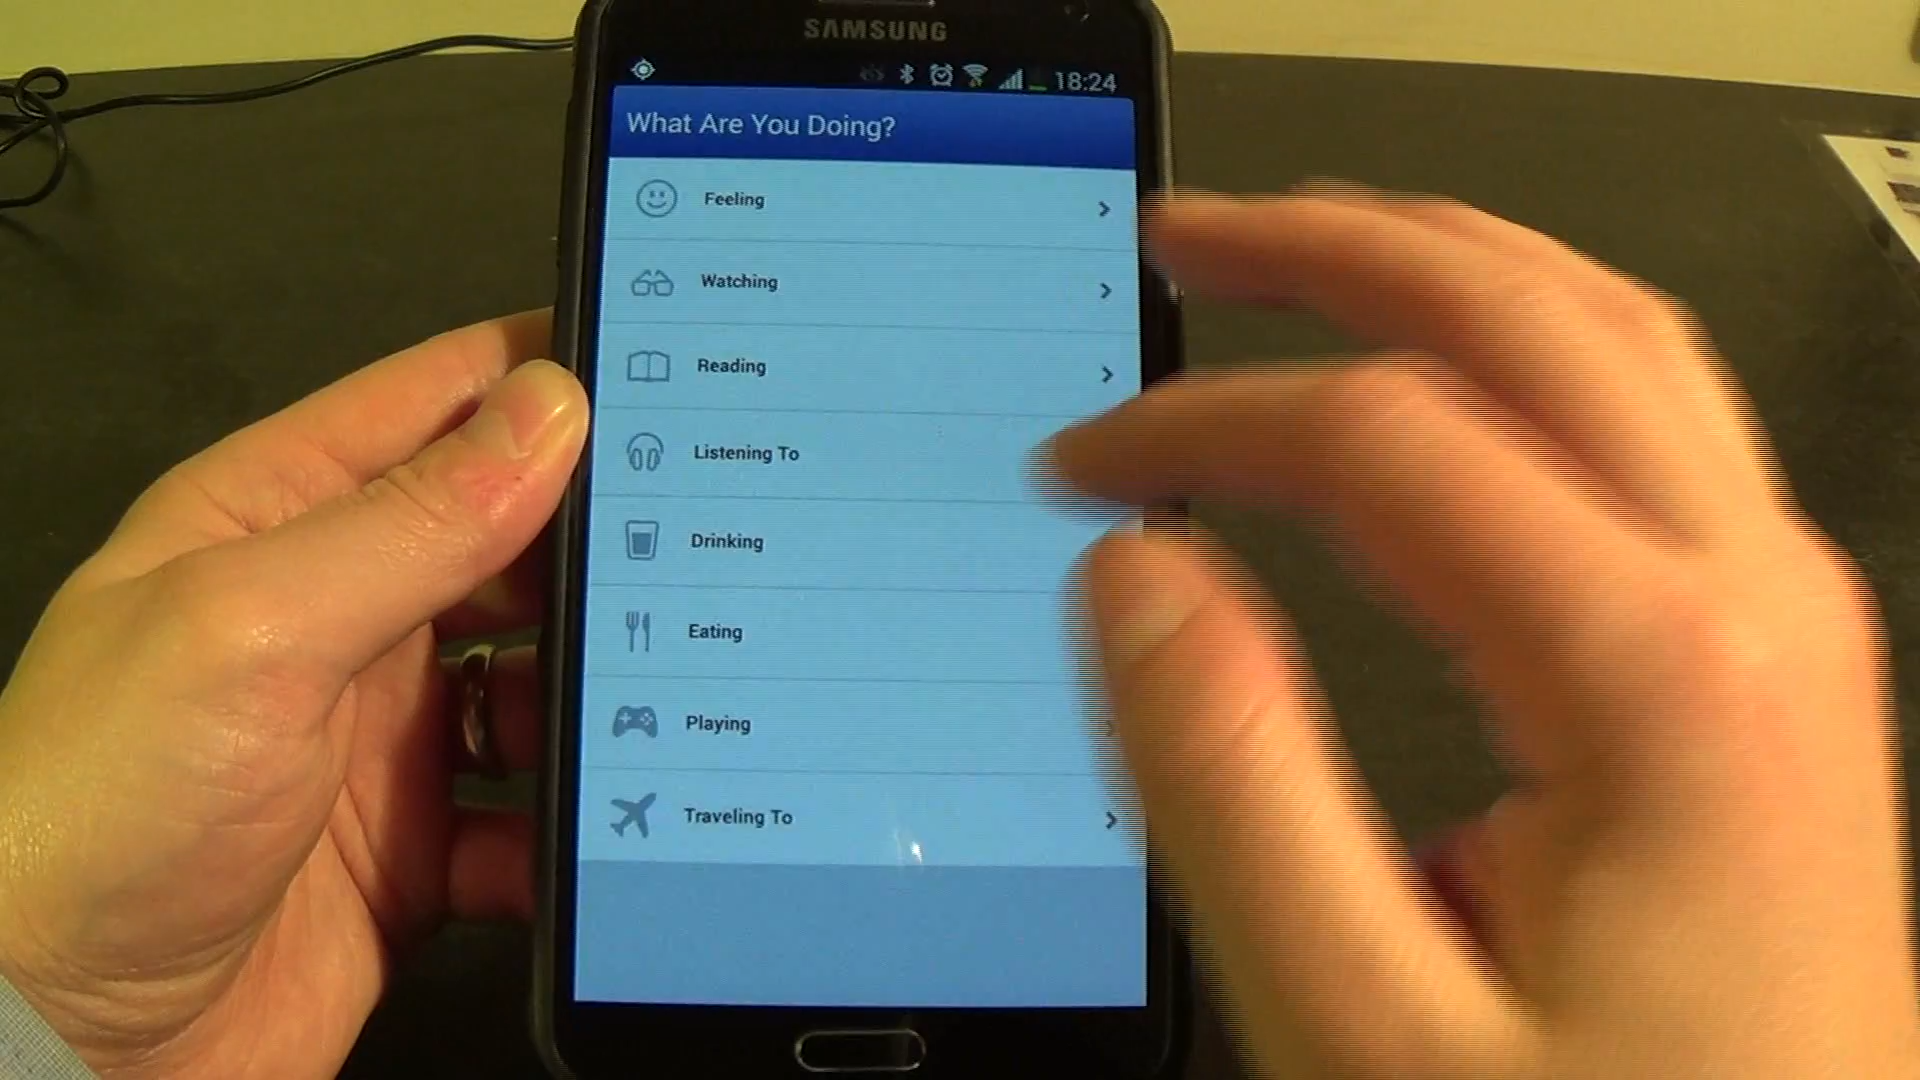 SAMSUNG
18:24
What Are You Doing?
Feeling
Watching
Reading
Listening To
Drinking
Eating
Playing
Traveling To